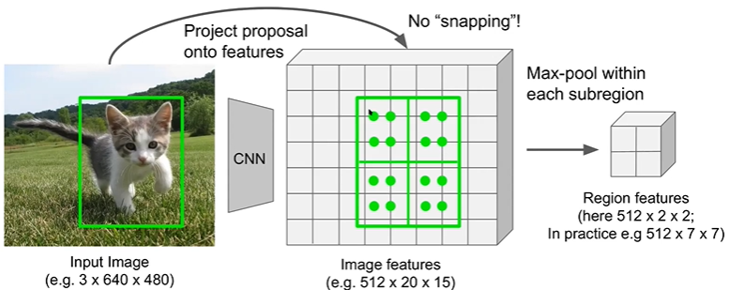 Project proposal
onto features
No “snapping”!
Max-pool within
each subregion
CNN
Input Image
(e.g. 3 x 640 x 480)
Image features
(e.g. 512 x 20 x 15)
Region features
(here 512 x 2 x 2;
In practice e.g 512 x 7 x 7)